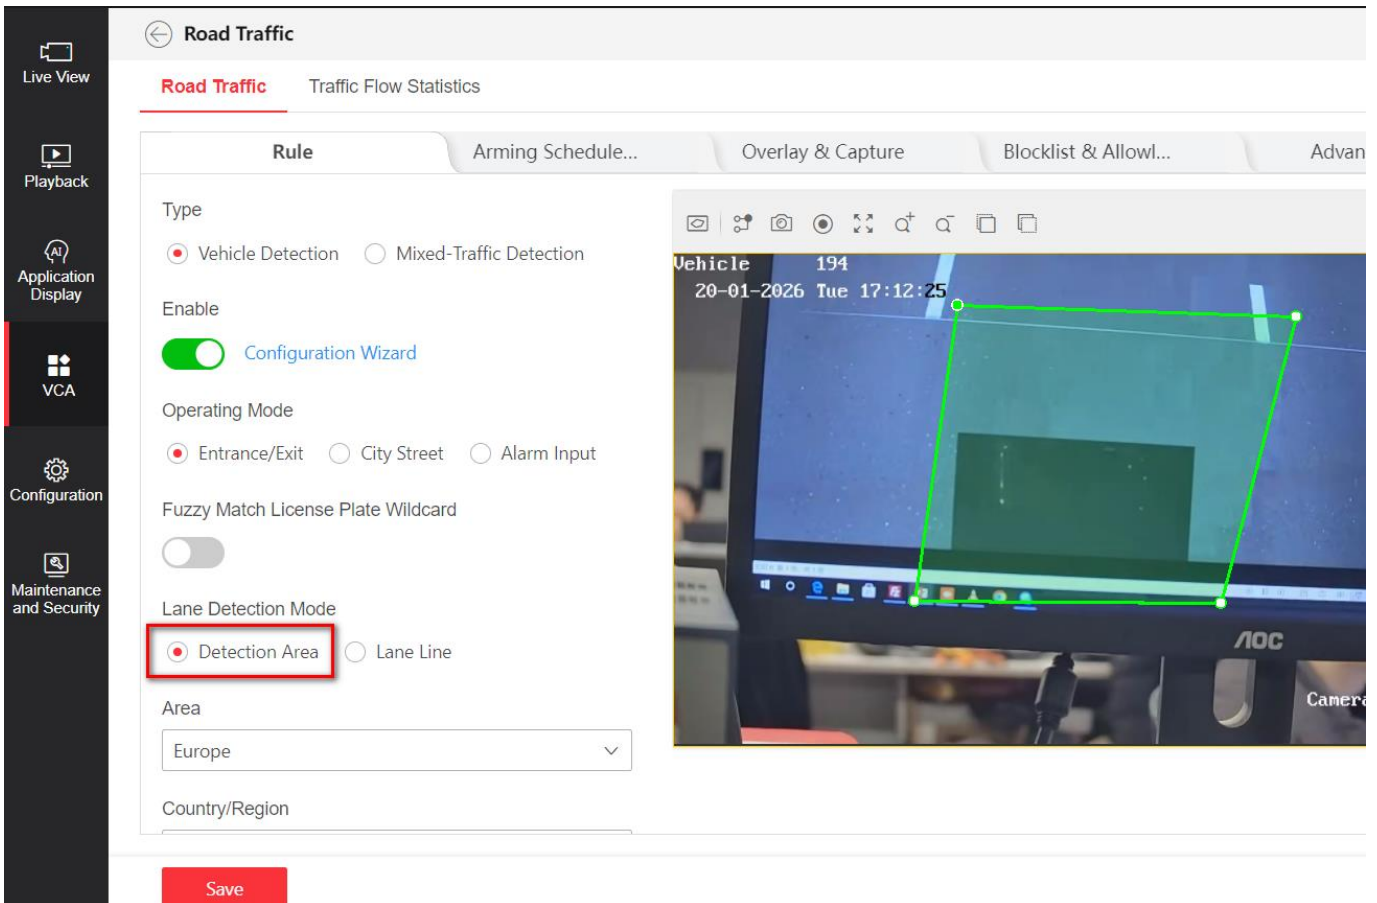 Road Traffic
Live View
Road Traffic Traffic Flow Statistics
Rule Arming Schedule... Overlay & Capture Blocklist & Allowl... Advan
Playback
Type
Vehicle Detection Mixed-Traffic Detection
Vehicle 194
20-01-2026 Tue 17:12:25
AI
Application
Display
Enable
Configuration Wizard
VCA
Operating Mode
Entrance/Exit City Street Alarm Input
Configuration
Fuzzy Match License Plate Wildcard
Maintenance
and Security
Lane Detection Mode
Detection Area Lane Line
AOC
Camera
Area
Europe
Country/Region
Save